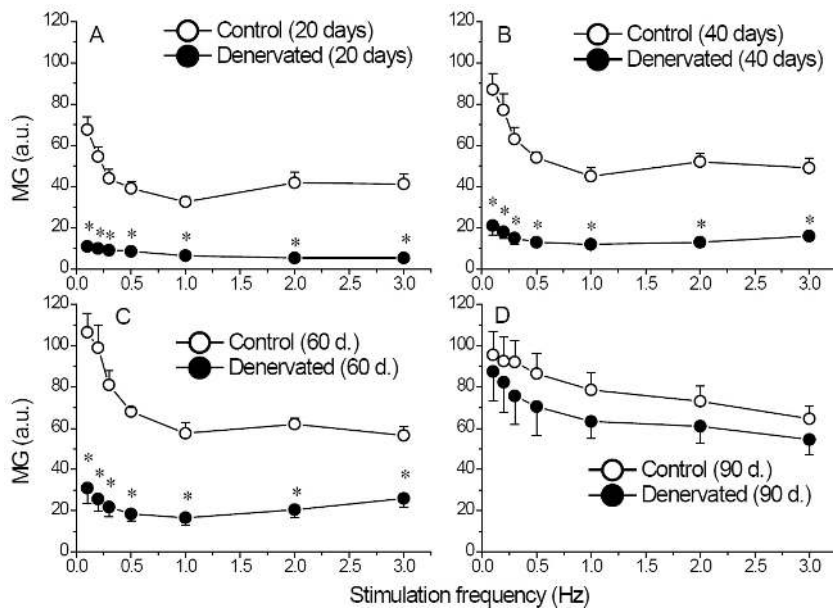 A
Control (20 days)
Denervated (20 days)
MG (a.u.)
120
100
80
60
40
20
0
* * * * * * *
0.0 0.5 1.0 1.5 2.0 2.5 3.0
B
Control (40 days)
Denervated (40 days)
120
100
80
60
40
20
0
* * * * * * *
0.0 0.5 1.0 1.5 2.0 2.5 3.0
C
Control (60 d.)
Denervated (60 d.)
MG (a.u.)
120
100
80
60
40
20
0
* * * * * * *
0.0 0.5 1.0 1.5 2.0 2.5 3.0
D
Control (90 d.)
Denervated (90 d.)
120
100
80
60
40
20
0
0.0 0.5 1.0 1.5 2.0 2.5 3.0
Stimulation frequency (Hz)